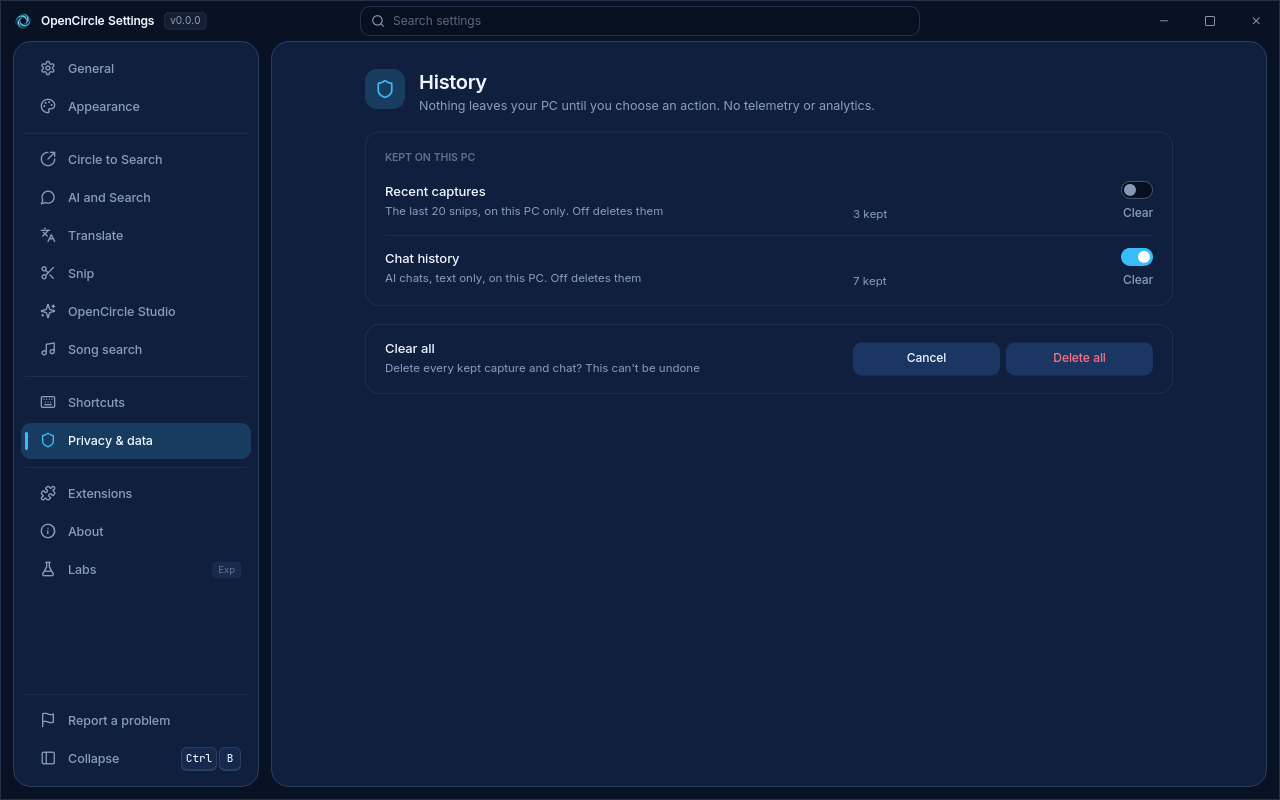 OpenCircle Settings v0.0.0
Search settings
General
Appearance
Circle to Search
AI and Search
Translate
Snip
OpenCircle Studio
Song search
Shortcuts
Privacy & data
Extensions
About
Labs Exp
Report a problem
Collapse Ctrl B
History
Nothing leaves your PC until you choose an action. No telemetry or analytics.
KEPT ON THIS PC
Recent captures
The last 20 snips, on this PC only. Off deletes them
3 kept
Clear
Chat history
AI chats, text only, on this PC. Off deletes them
7 kept
Clear
Clear all
Delete every kept capture and chat? This can't be undone
Cancel
Delete all